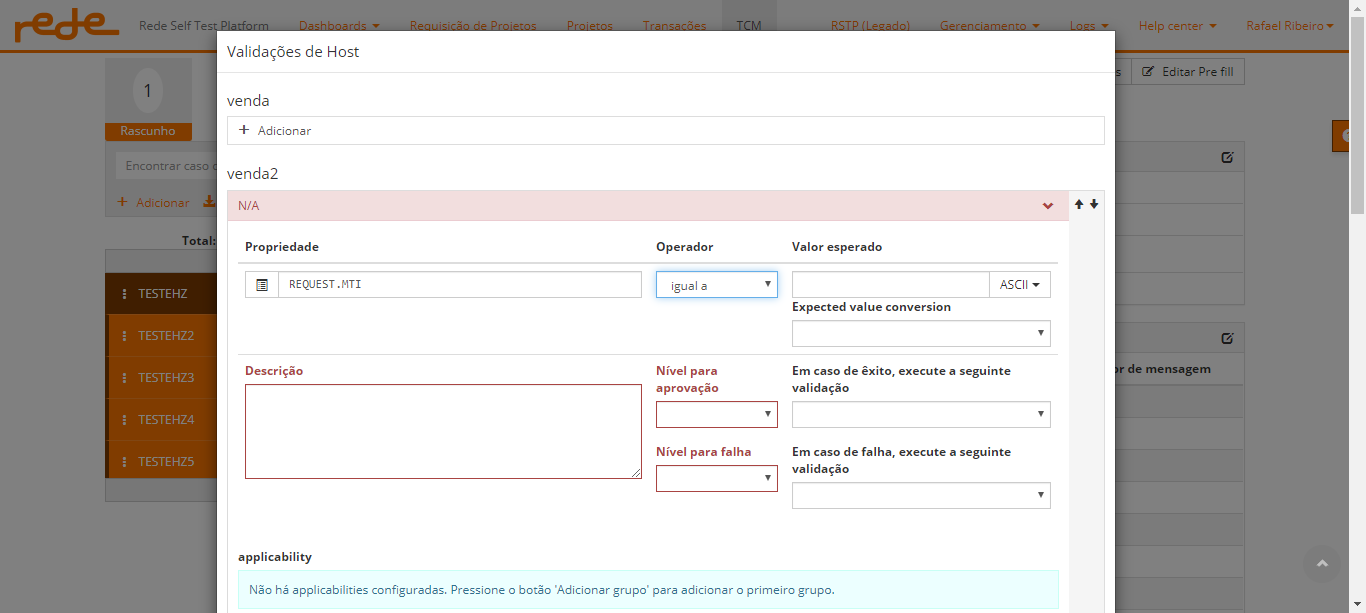 rede
Rede Self Test Platform
Dashboards
Requisição de Projetos
Projetos
Transações
TCM
RSTP (Legado)
Gerenciamento
Logs
Help center
Rafael Ribeiro
Validações de Host
1
Rascunho
Encontrar caso
Adicionar
Total:
TESTEHZ
TESTEHZ2
TESTEHZ3
TESTEHZ4
TESTEHZ5
Editar Pre fill
de mensagem
venda
+ Adicionar
venda2
N/A
Propriedade
Operador
Valor esperado
REQUEST.MTI
igual a
ASCII
Expected value conversion
Descrição
Nível para
aprovação
Em caso de êxito, execute a seguinte
validação
Nível para falha
Em caso de falha, execute a seguinte
validação
applicability
Não há applicabilities configuradas. Pressione o botão 'Adicionar grupo' para adicionar o primeiro grupo.